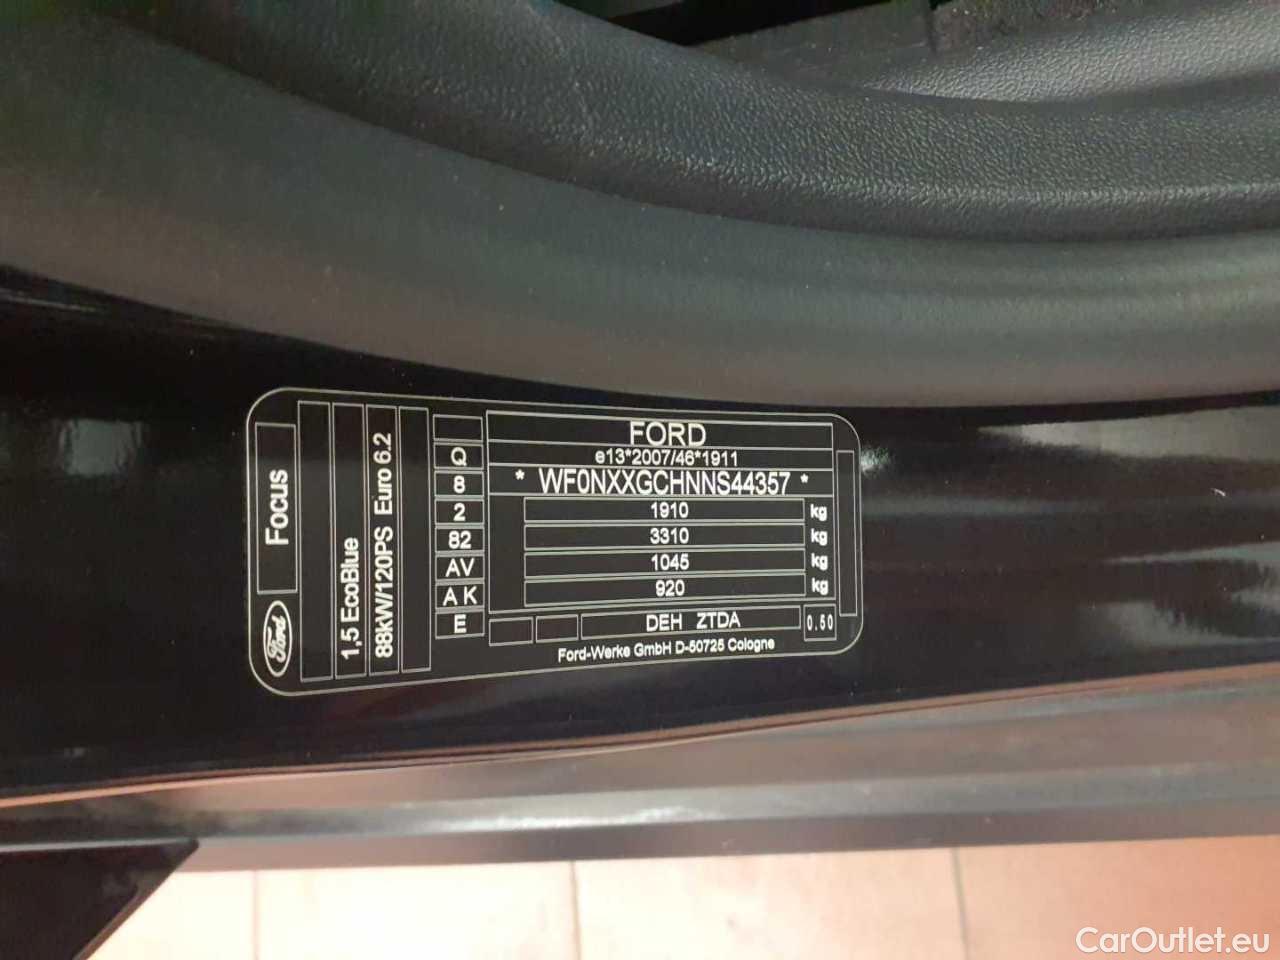 FORD
e13*2007/46*1911
* WF0NXXGCHNNS44357 *
1910 kg
3310 kg
1045 kg
920 kg
DEH ZTDA 0.50
Ford-Werke GmbH D-50725 Cologne
Q
8
2
82
AV
A K
E
Focus
Ford
1,5 EcoBlue
88kW/120PS Euro 6.2
CarOutlet.eu